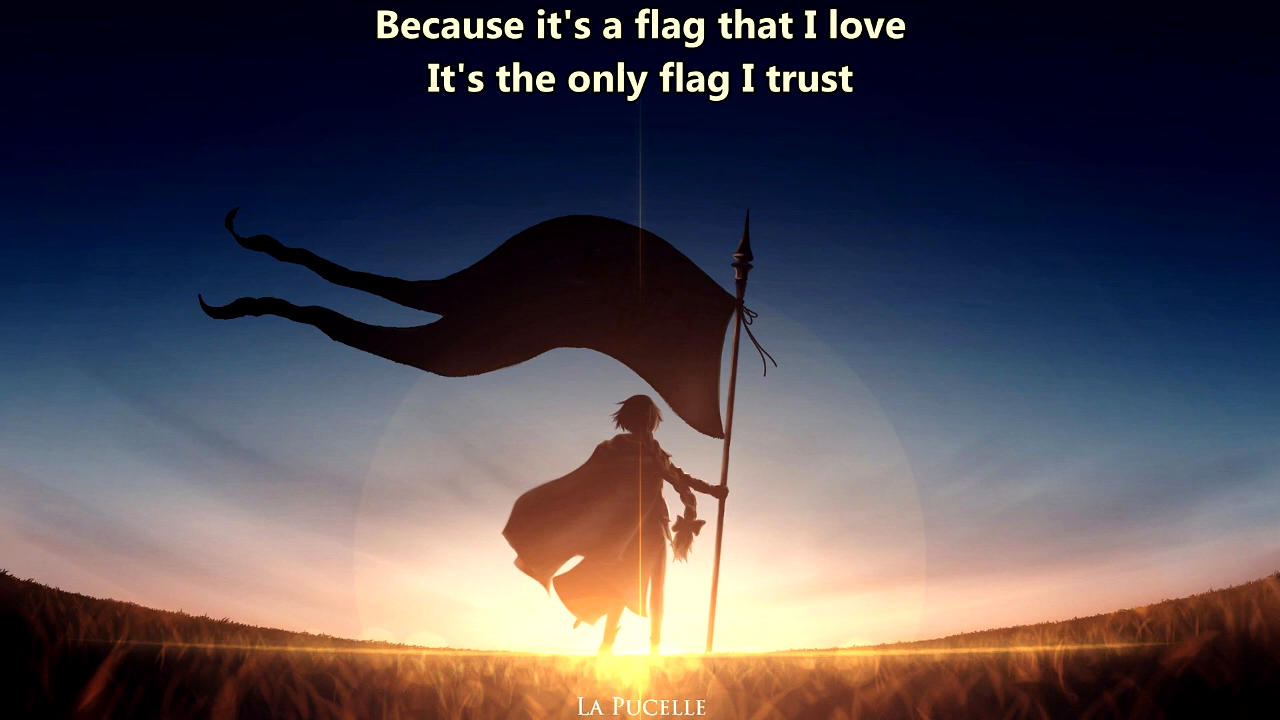 Because it's a flag that I love
It's the only flag I trust
LA PUCELLE